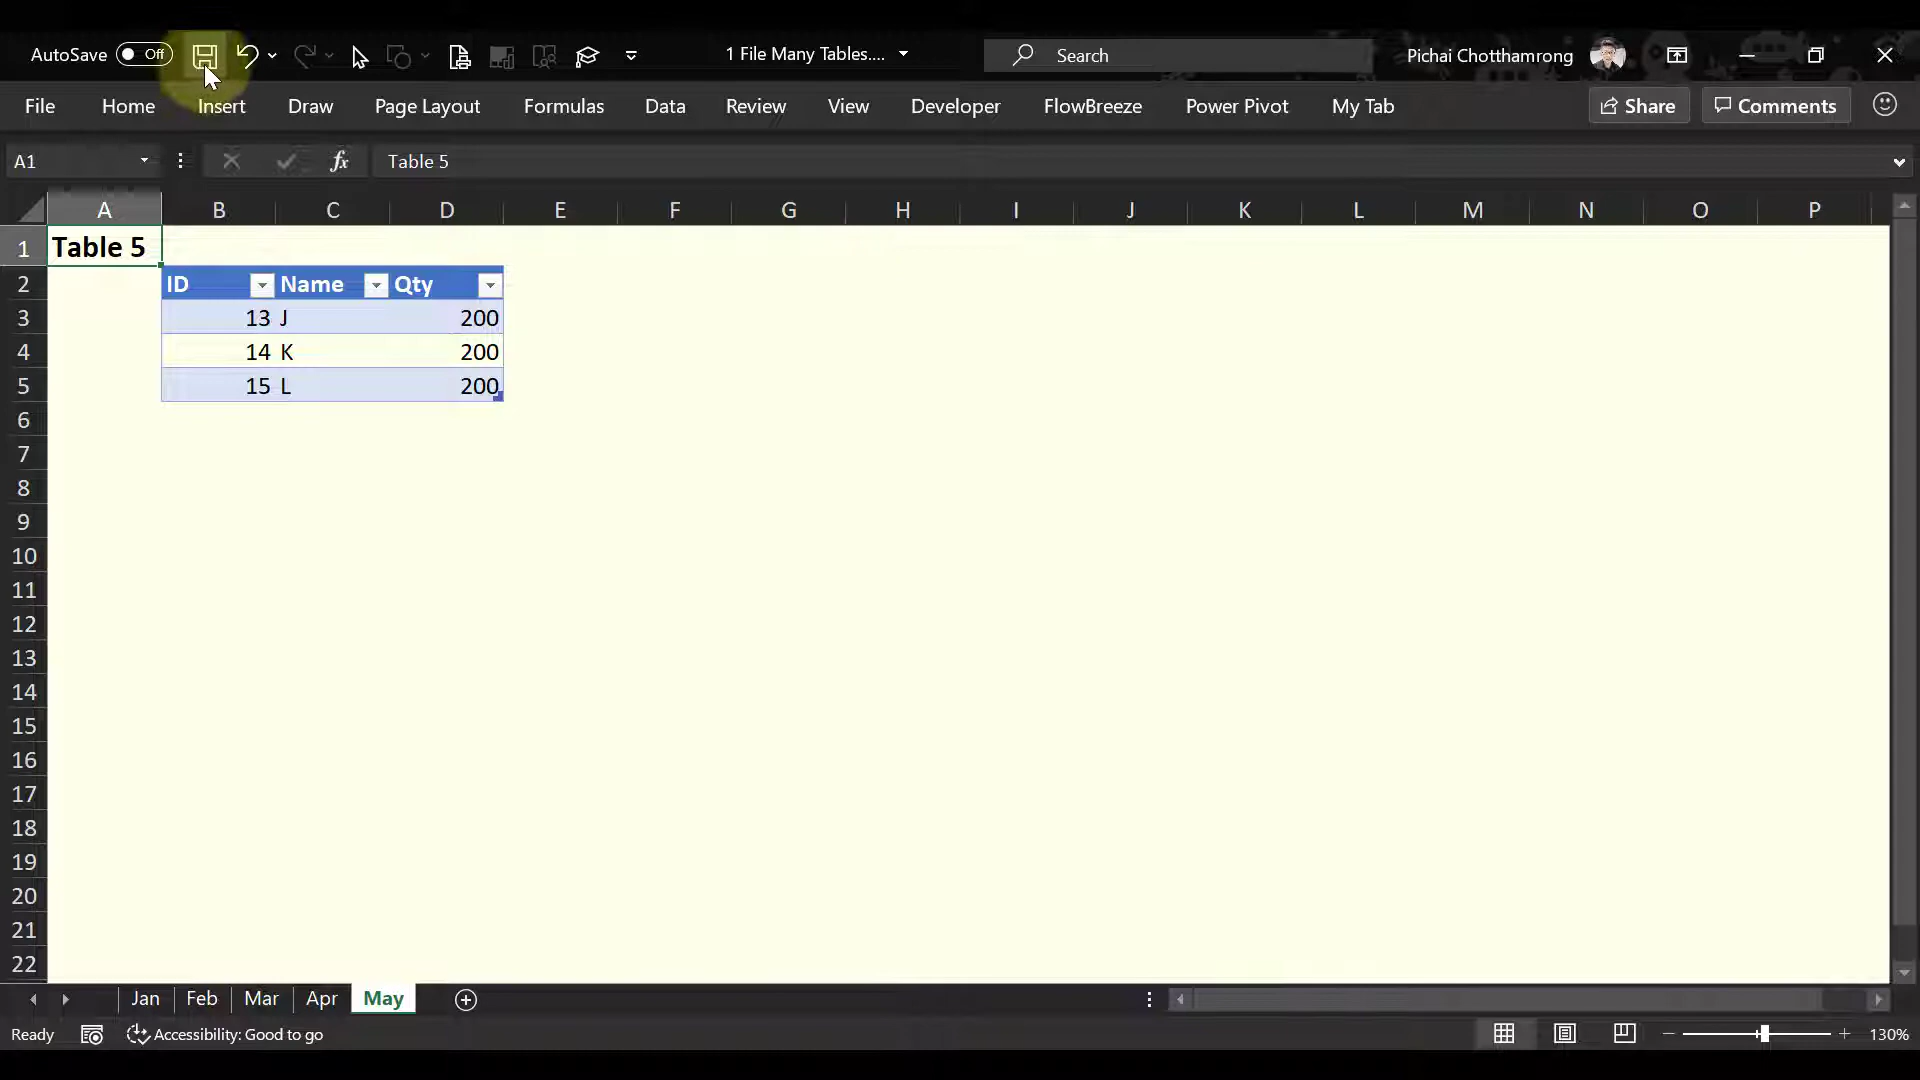 AutoSave Off 1 File Many Tables.... Search Pichai Chotthamrong
File Home Insert Draw Page Layout Formulas Data Review View Developer FlowBreeze Power Pivot My Tab Share Comments
A1 fx Table 5
A B C D E F G H I J K L M N O P
1 Table 5
2 ID Name Qty
3 13 J 200
4 14 K 200
5 15 L 200
6
7
8
9
10
11
12
13
14
15
16
17
18
19
20
21
22
Jan Feb Mar Apr May
Ready Accessibility: Good to go 130%